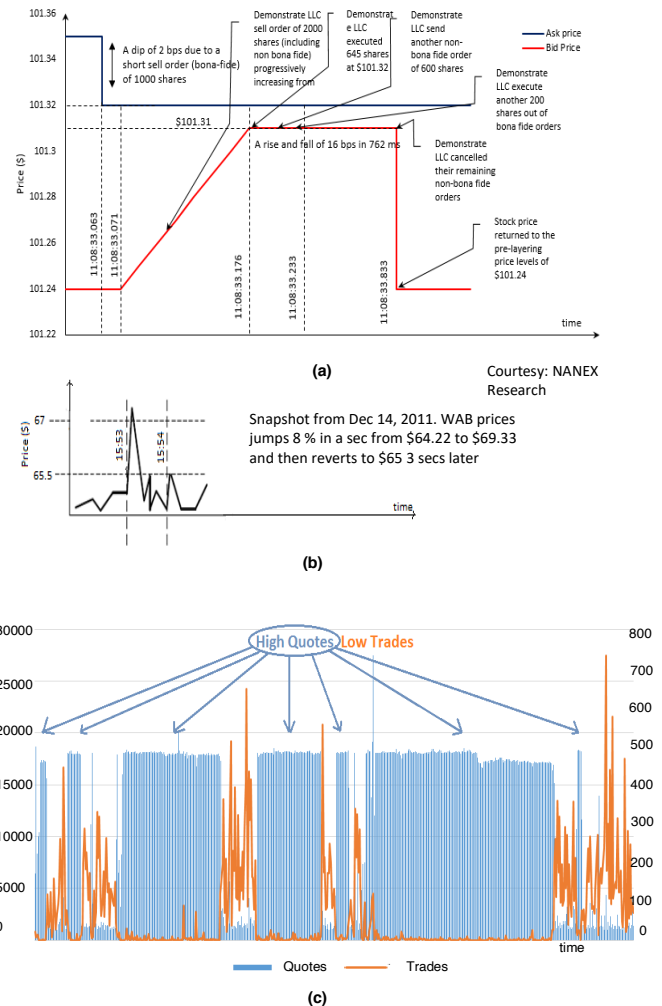 101.36
101.34
101.32
101.3
101.28
101.26
101.24
101.22
Price ($)
A dip of 2 bps due to a
short sell order (bona-fide)
of 1000 shares
Demonstrate LLC
sell order of 2000
shares (including
non bona fide)
progressively
increasing from
Demonstrat
e LLC
executed
645 shares
at $101.32
Demonstrate
LLC send
another non-
bona fide order
of 600 shares
Ask price
Bid Price
Demonstrate
LLC execute
another 200
shares out of
bona fide orders
$101.31
A rise and fall of 16 bps in 762 ms
Demonstrate
LLC cancelled
their remaining
non-bona fide
orders
Stock price
returned to the
pre-layering
price levels of
$101.24
11:08:33.063
11:08:33.071
11:08:33.176
11:08:33.233
11:08:33.833
time
(a)
Courtesy: NANEX
Research
Price ($)
67
65.5
15:53
15:54
time
Snapshot from Dec 14, 2011. WAB prices
jumps 8 % in a sec from $64.22 to $69.33
and then reverts to $65 3 secs later
(b)
High Quotes Low Trades
30000
25000
20000
15000
10000
5000
0
800
700
600
500
400
300
200
100
0
time
Quotes
Trades
(c)